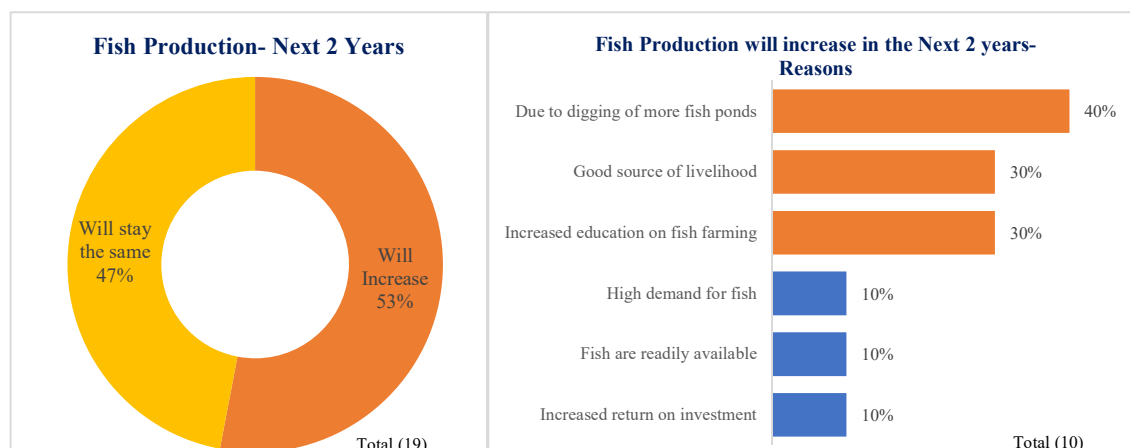 Fish Production- Next 2 Years
Will stay
the same
47%
Will
Increase
53%
Total (19)
Fish Production will increase in the Next 2 years-
Reasons
Due to digging of more fish ponds
40%
Good source of livelihood
30%
Increased education on fish farming
30%
High demand for fish
10%
Fish are readily available
10%
Increased return on investment
10%
Total (10)